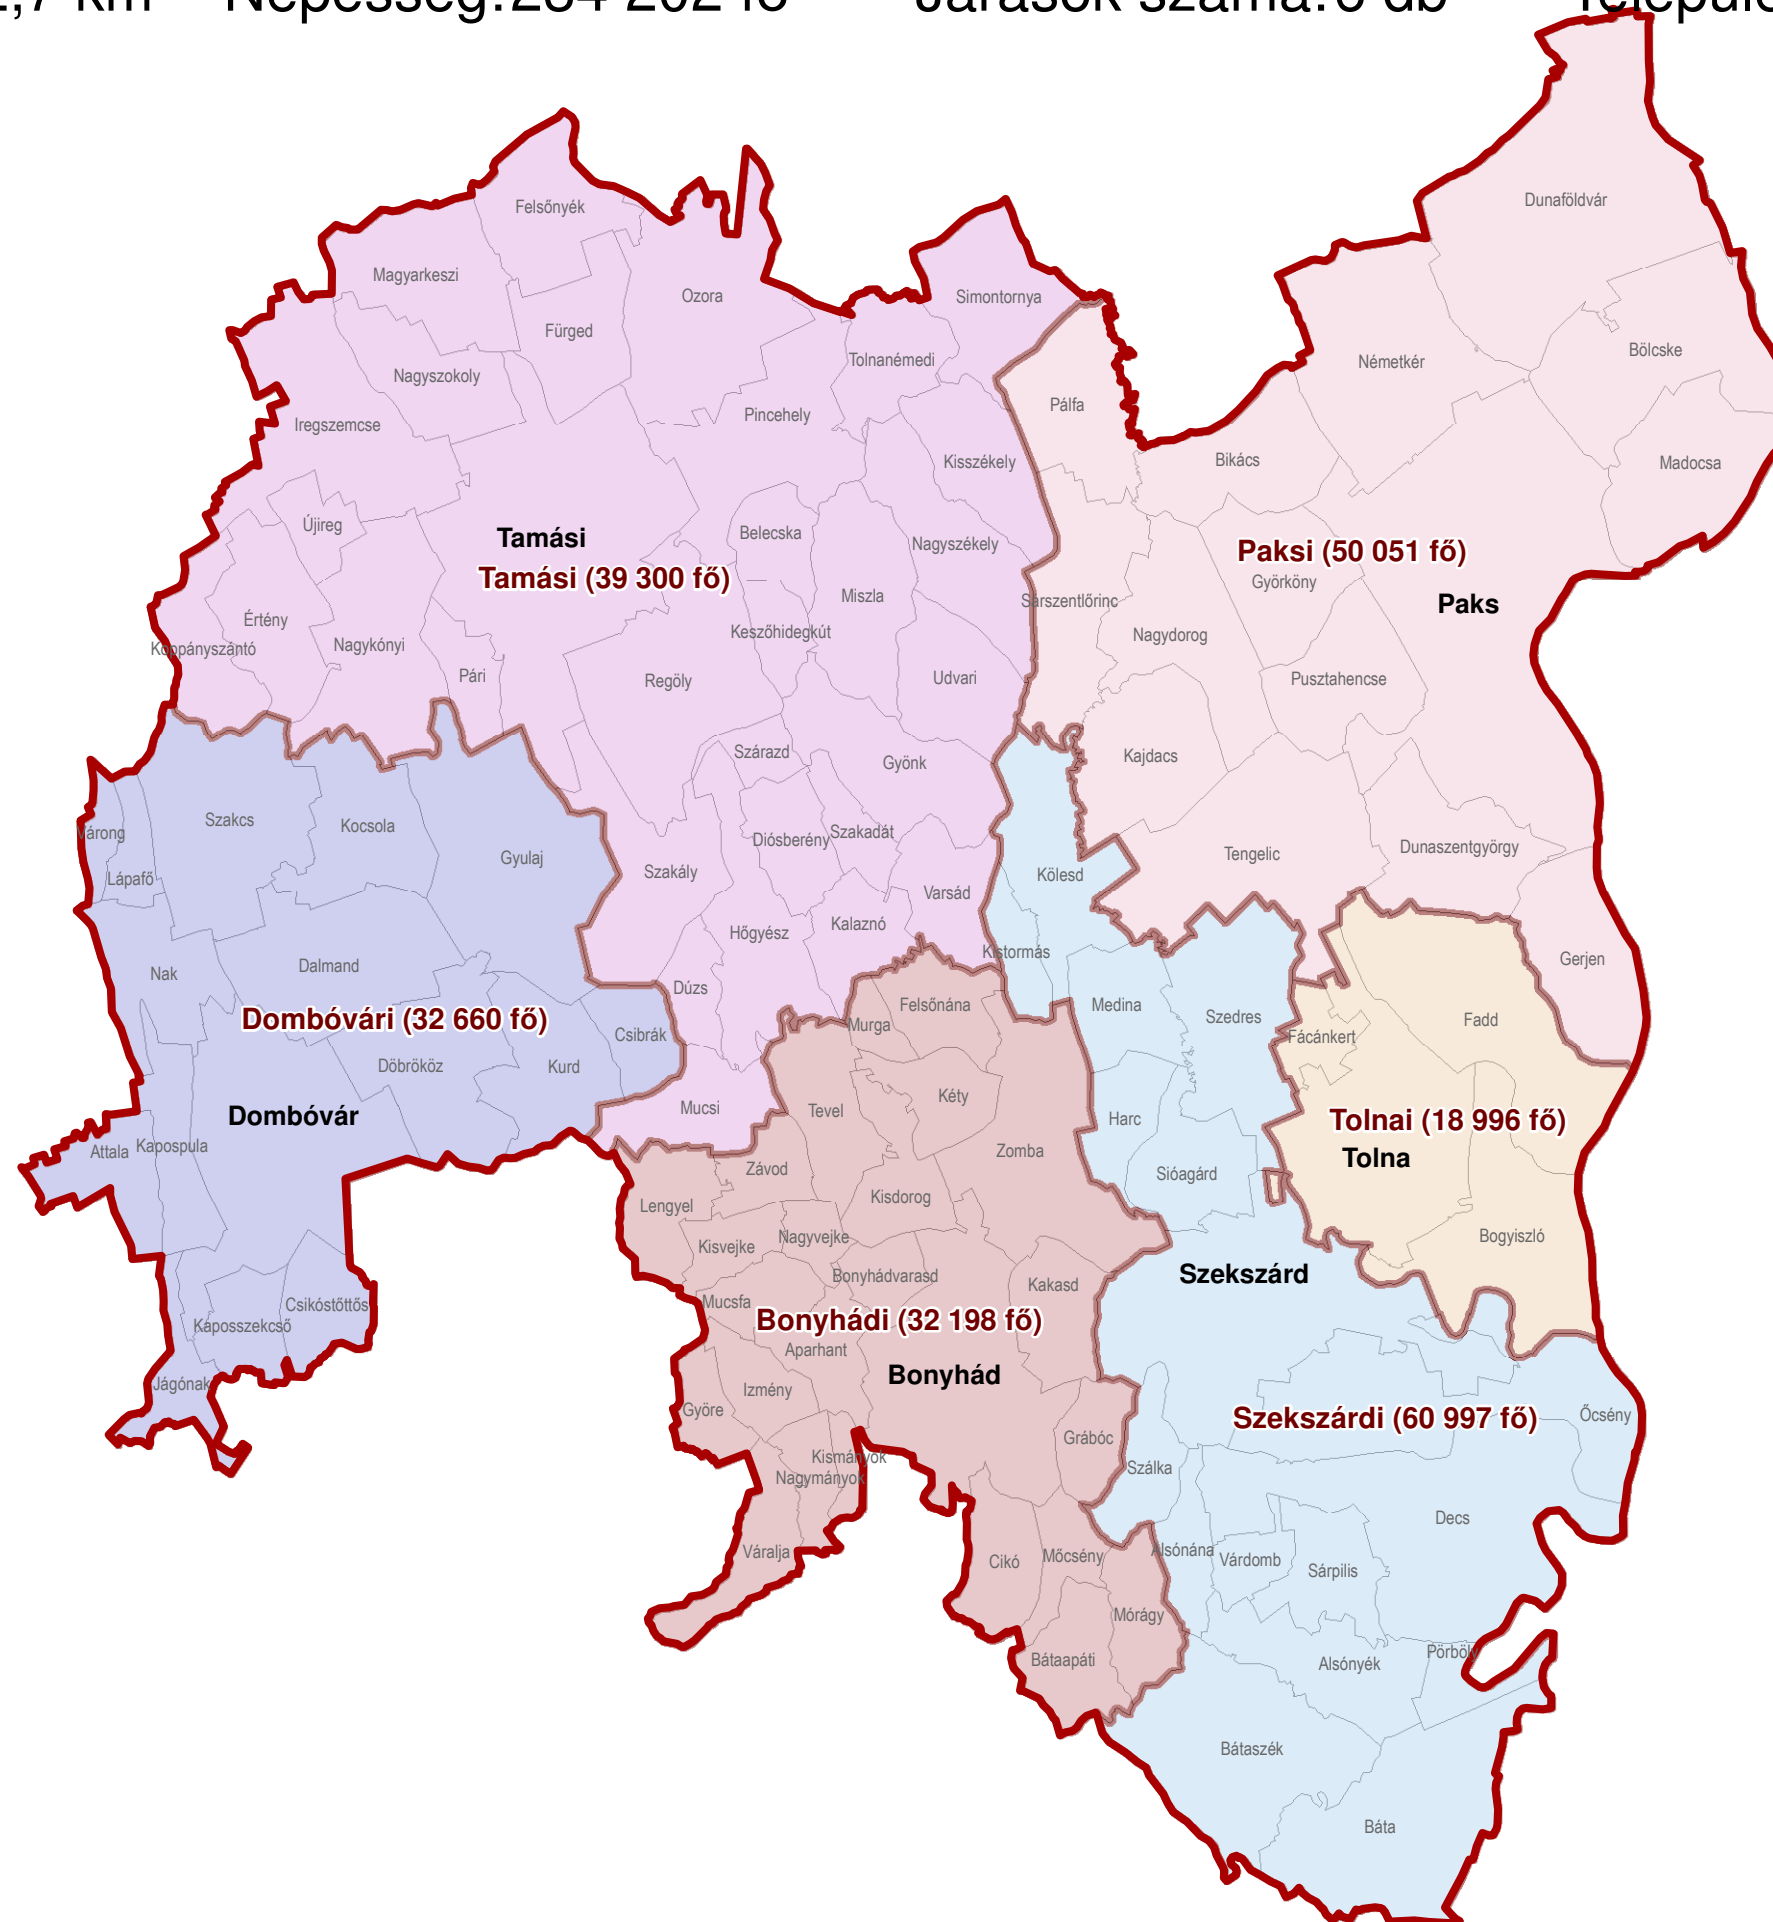 Népesség:234 202 fő
Járások száma:6 db
Dunaföldvár
Felsőnyék
Magyarkeszi
Ozora
Simontornya
Fürged
Tolnanémedi
Bölcske
Németkér
Nagyszokoly
Pálfa
Pincehely
Iregszemcse
Kisszékely
Bikács
Madocsa
Újireg
Belecska
Tamási
Nagyszékely
Paksi (50 051 fő)
Tamási (39 300 fő)
Györköny
Miszla
Sárszentlőrinc
Paks
Értény
Keszőhidegkút
Nagydorog
Koppányszántó
Nagykónyi
Pári
Regöly
Udvari
Pusztahencse
Szárazd
Gyönk
Kajdacs
Várong
Szakcs
Kocsola
Diósberény
Szakadát
Gyulaj
Tengelic
Dunaszentgyörgy
Lápafő
Szakály
Kölesd
Varsád
Kalaznó
Hőgyész
Kistormás
Gerjen
Nak
Dalmand
Dúzs
Felsőnána
Medina
Szedres
Fadd
Dombóvári (32 660 fő)
Murga
Csibrák
Fácánkert
Döbrököz
Kurd
Kéty
Mucsi
Tevel
Harc
Dombóvár
Tolnai (18 996 fő)
Attala
Kapospula
Zomba
Tolna
Závod
Sióagárd
Lengyel
Kisdorog
Kisvejke
Nagyvejke
Bogyiszló
Bonyhádvarasd
Szekszárd
Kakasd
Mucsfa
Csikóstőttős
Kaposszekcső
Bonyhádi (32 198 fő)
Aparhant
Bonyhád
Jágónak
Izmény
Györe
Szekszárdi (60 997 fő)
Őcsény
Grábóc
Kismányok
Nagymányok
Szálka
Decs
Váralja
Cikó
Mőcsény
Alsónána
Várdomb
Sárpilis
Mórágy
Bátaapáti
Alsónyék
Pörböly
Bátaszék
Báta